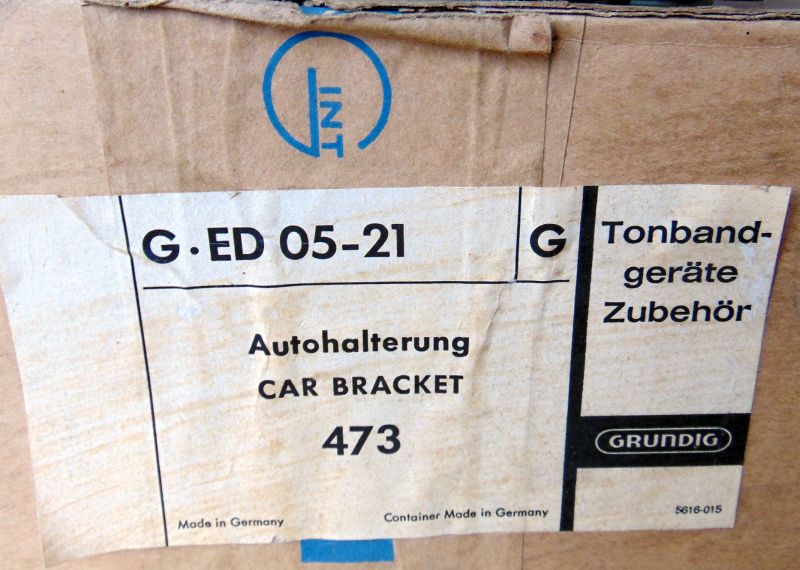 INT
G·ED 05-21
G
Autohalterung
CAR BRACKET
473
Made in Germany
Container Made in Germany
Tonband-
geräte
Zubehör
GRUNDIG
5616-015